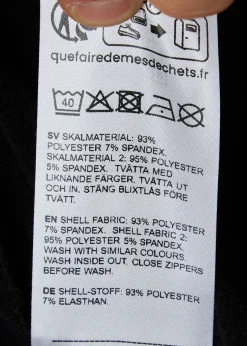 quefairedemesdechets.fr
40
SV SKALMATERIAL: 93%
POLYESTER 7% SPANDEX.
SKALMATERIAL 2: 95% POLYESTER
5% SPANDEX. TVÄTTA MED
LIKNANDE FÄRGER. TVÄTTA UT
OCH IN. STÄNG BLIXTLÅS FÖRE
TVÄTT.
EN SHELL FABRIC: 93% POLYESTER
7% SPANDEX. SHELL FABRIC 2:
95% POLYESTER 5% SPANDEX.
WASH WITH SIMILAR COLOURS.
WASH INSIDE OUT. CLOSE ZIPPERS
BEFORE WASH.
DE SHELL-STOFF: 93% POLYESTER
7% ELASTHAN.